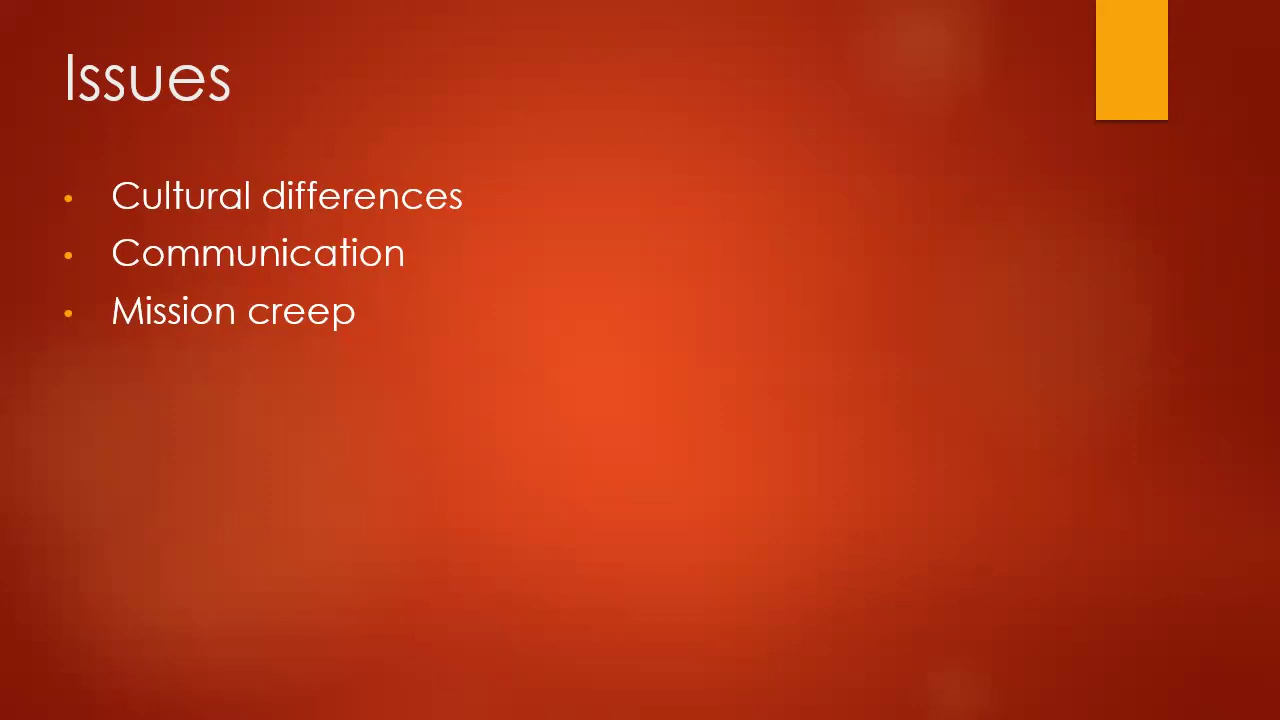 Issues
• Cultural differences
• Communication
• Mission creep